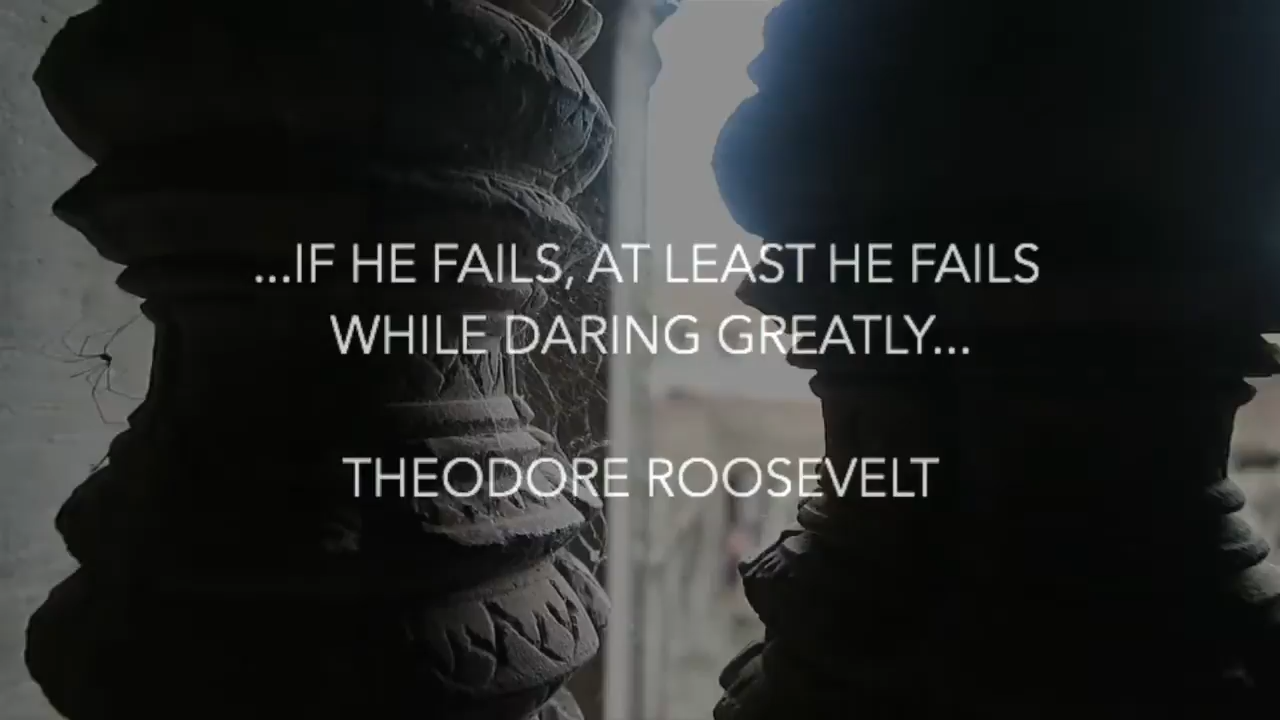 ...IF HE FAILS, AT LEAST HE FAILS
WHILE DARING GREATLY...
THEODORE ROOSEVELT